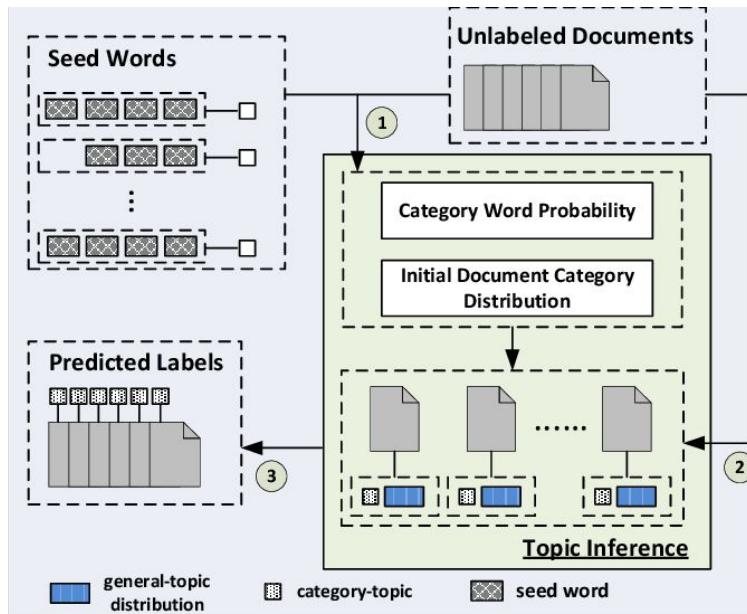 Seed Words
Unlabeled Documents
1
Category Word Probability
Initial Document Category
Distribution
Predicted Labels
2
3
Topic Inference
general-topic
distribution
category-topic
seed word